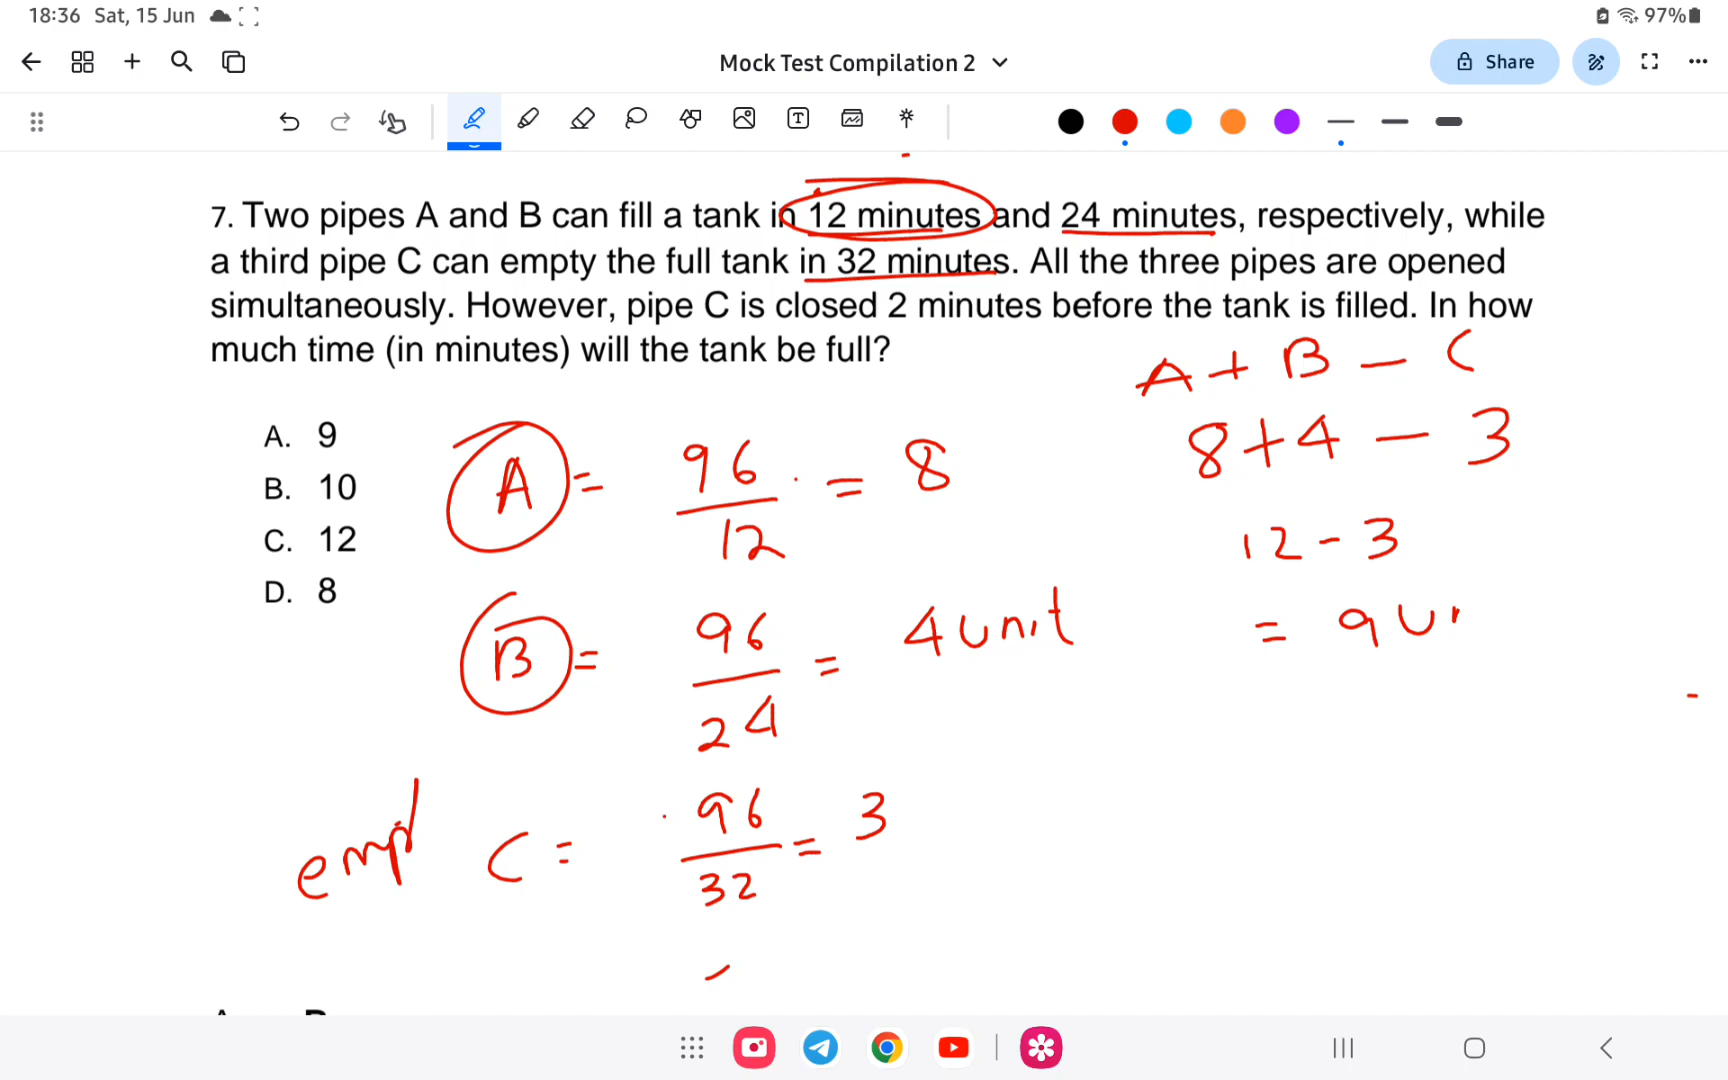 18:36 Sat, 15 Jun
97%
Mock Test Compilation 2
Share
7. Two pipes A and B can fill a tank in 12 minutes and 24 minutes, respectively, while
a third pipe C can empty the full tank in 32 minutes. All the three pipes are opened
simultaneously. However, pipe C is closed 2 minutes before the tank is filled. In how
much time (in minutes) will the tank be full?
A + B - C
8+4 - 3
12 - 3
= 9 u
A. 9
B. 10
C. 12
D. 8
A = 96/12 = 8
B = 96/24 = 4 unit
C = 96/32 = 3